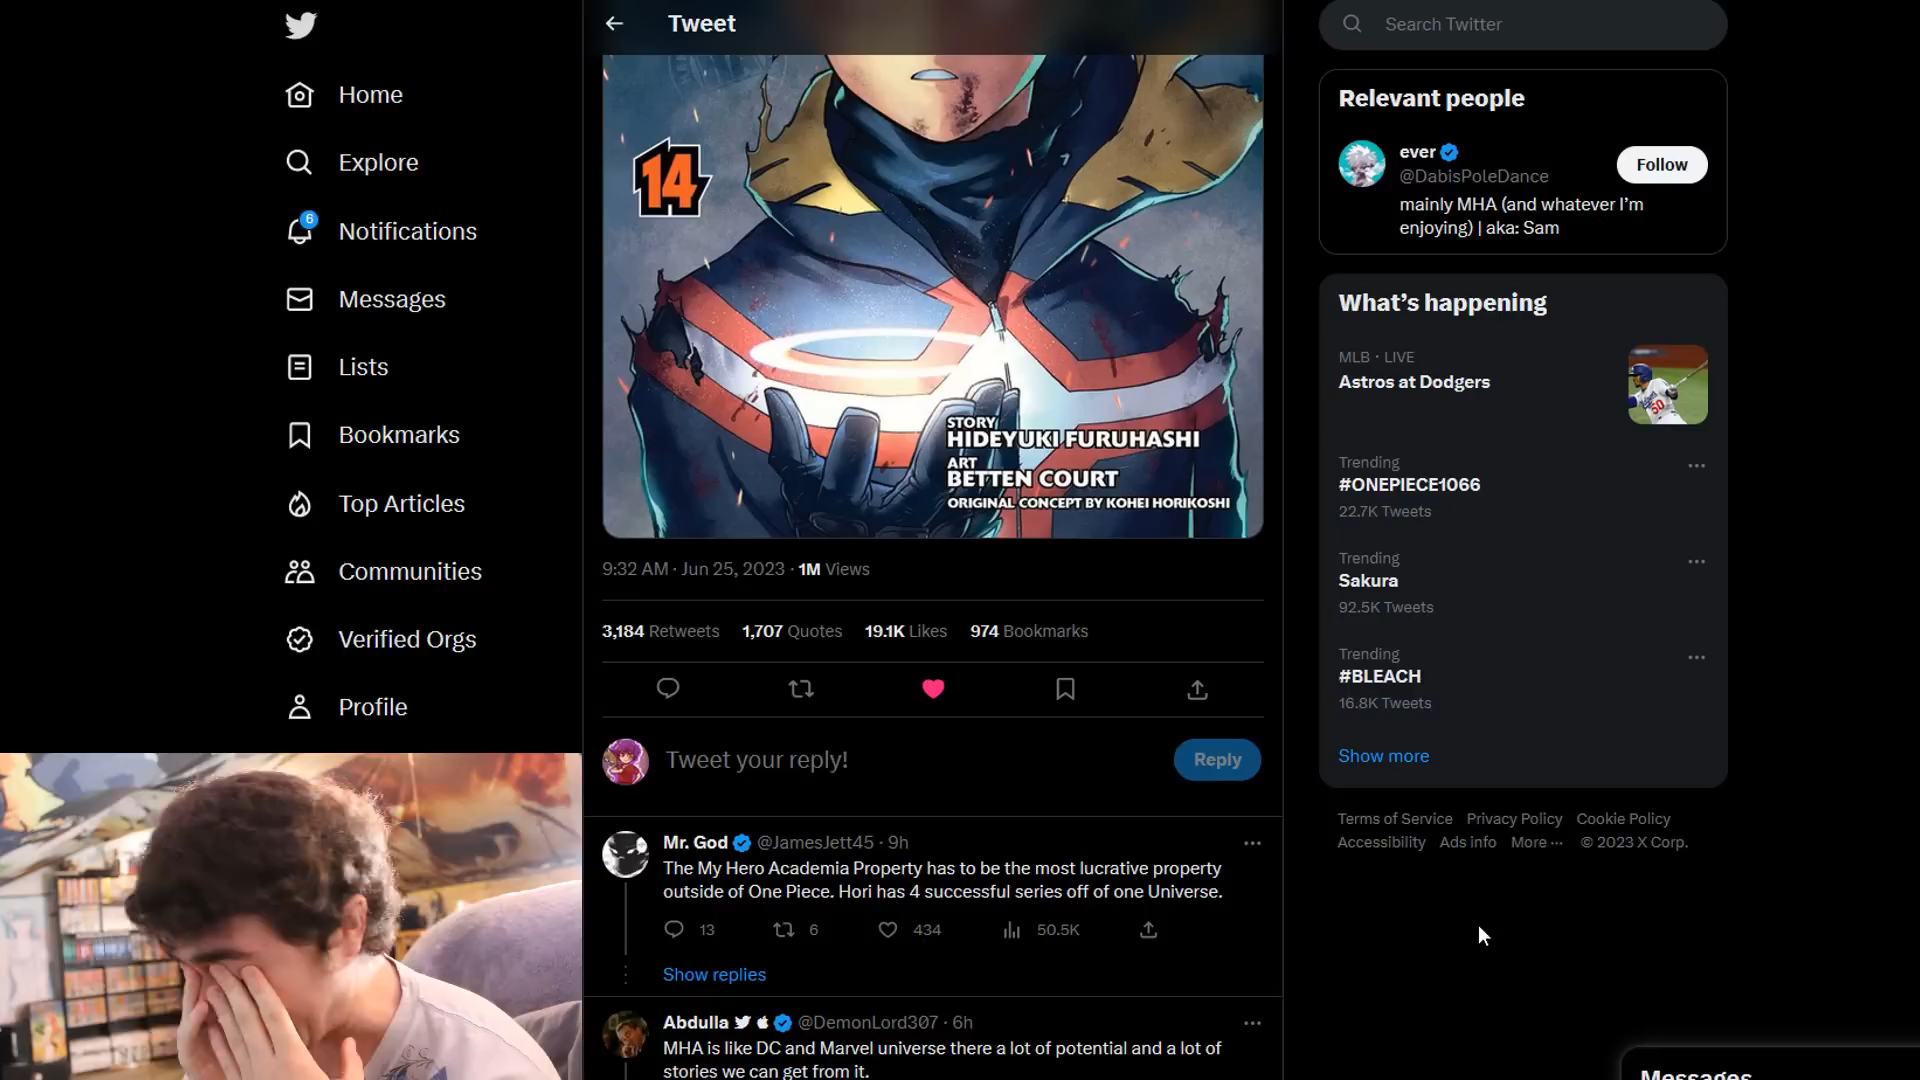 Home
Explore
6
Notifications
Messages
Lists
Bookmarks
Top Articles
Communities
Verified Orgs
Profile
Tweet
14
STORY
HIDEYUKI FURUHASHI
ART
BETTEN COURT
ORIGINAL CONCEPT BY KOHEI HORIKOSHI
9:32 AM · Jun 25, 2023 · 1M Views
3,184 Retweets 1,707 Quotes 19.1K Likes 974 Bookmarks
Tweet your reply!
Reply
Mr. God @JamesJett45 · 9h
The My Hero Academia Property has to be the most lucrative property
outside of One Piece. Hori has 4 successful series off of one Universe.
13 6 434 50.5K
Show replies
Abdulla @DemonLord307 · 6h
MHA is like DC and Marvel universe there a lot of potential and a lot of
stories we can get from it.
Search Twitter
Relevant people
ever
@DabisPoleDance
Follow
mainly MHA (and whatever I'm
enjoying) | aka: Sam
What's happening
MLB · LIVE
Astros at Dodgers
50
Trending
#ONEPIECE1066
22.7K Tweets
Trending
Sakura
92.5K Tweets
Trending
#BLEACH
16.8K Tweets
Show more
Terms of Service Privacy Policy Cookie Policy
Accessibility Ads info More ··· © 2023 X Corp.
Messages